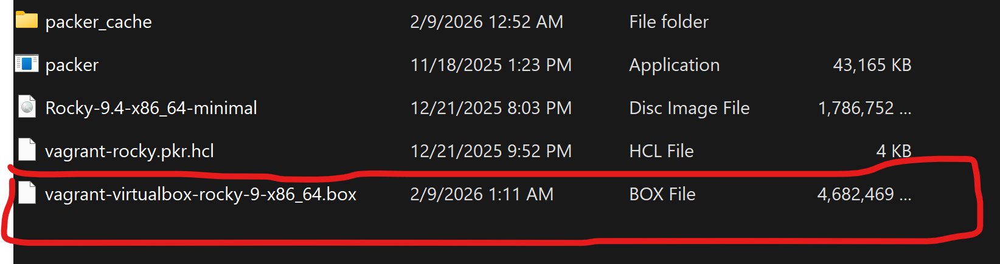 packer_cache 2/9/2026 12:52 AM File folder
packer 11/18/2025 1:23 PM Application 43,165 KB
Rocky-9.4-x86_64-minimal 12/21/2025 8:03 PM Disc Image File 1,786,752 ...
vagrant-rocky.pkr.hcl 12/21/2025 9:52 PM HCL File 4 KB
vagrant-virtualbox-rocky-9-x86_64.box 2/9/2026 1:11 AM BOX File 4,682,469 ...